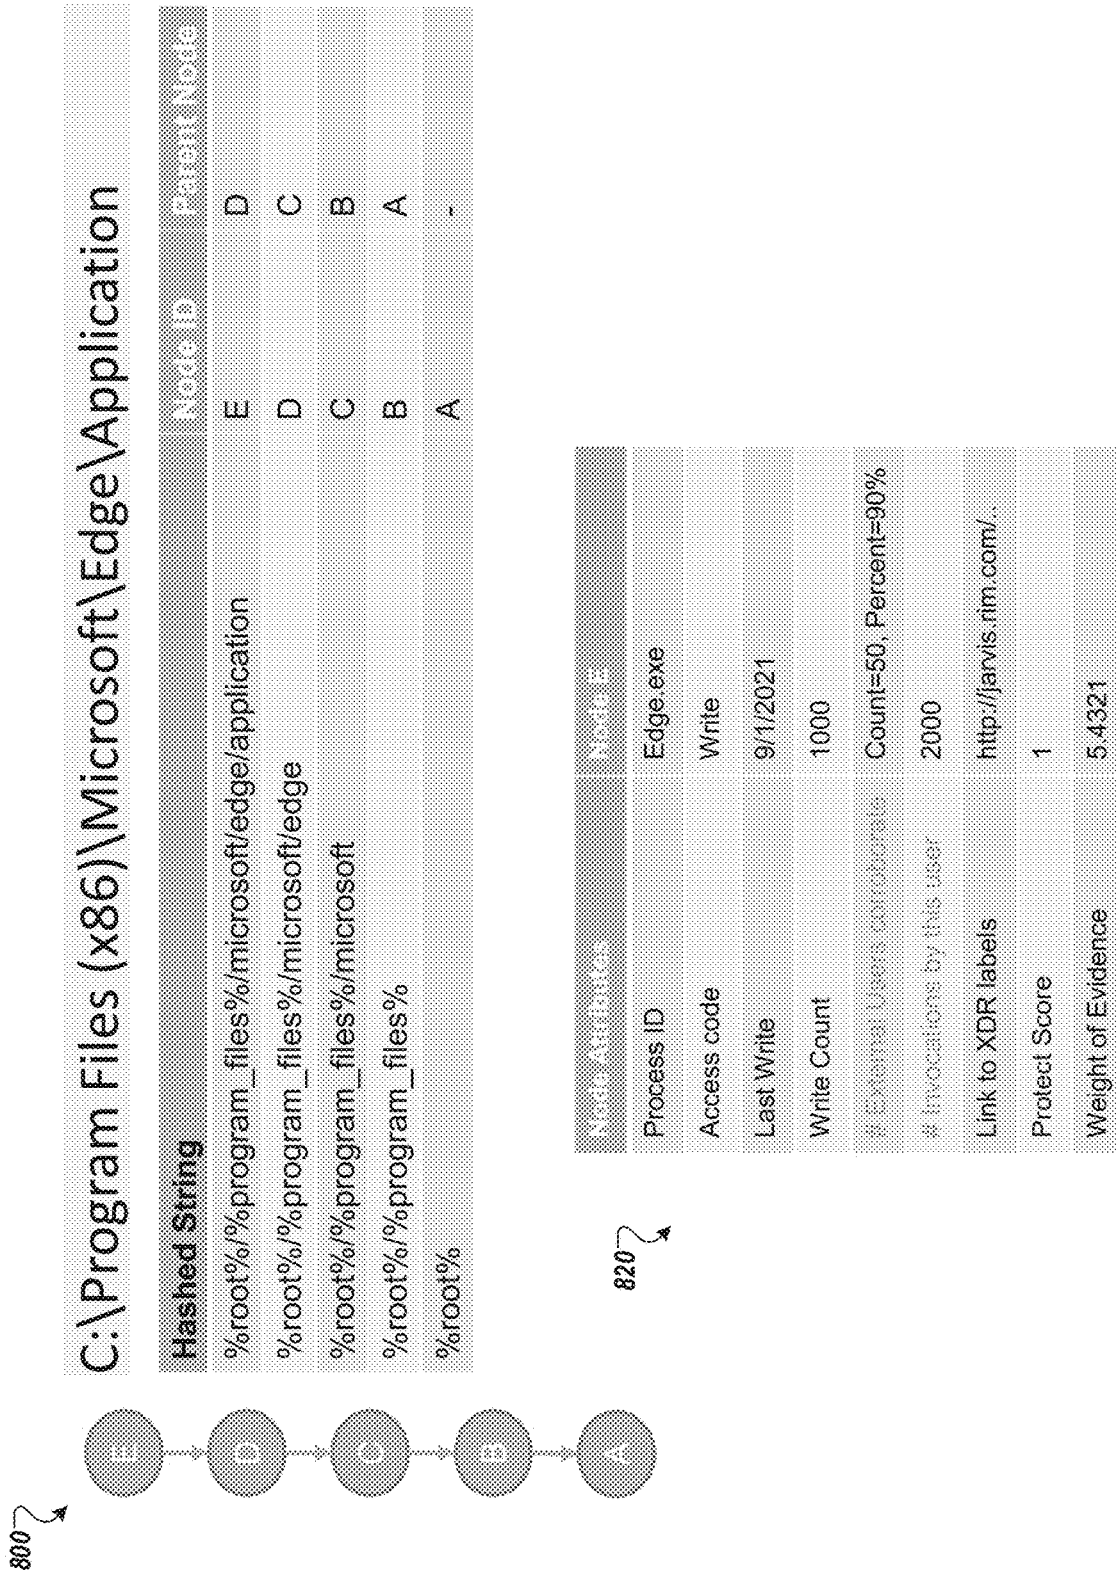 800
E
D
C
B
A
C:\Program Files (x86)\Microsoft\Edge\Application
Hashed String Node ID Parent Node
%root%/%program_files%/microsoft/edge/application E D
%root%/%program_files%/microsoft/edge D C
%root%/%program_files%/microsoft C B
%root%/%program_files% B A
%root% A -
820
Node Attributes Node E
Process ID Edge.exe
Access code Write
Last Write 9/1/2021
Write Count 1000
# External Users corroborate Count=50, Percent=90%
# Invocations by this user 2000
Link to XDR labels http://jarvis.rim.com/...
Protect Score 1
Weight of Evidence 5.4321